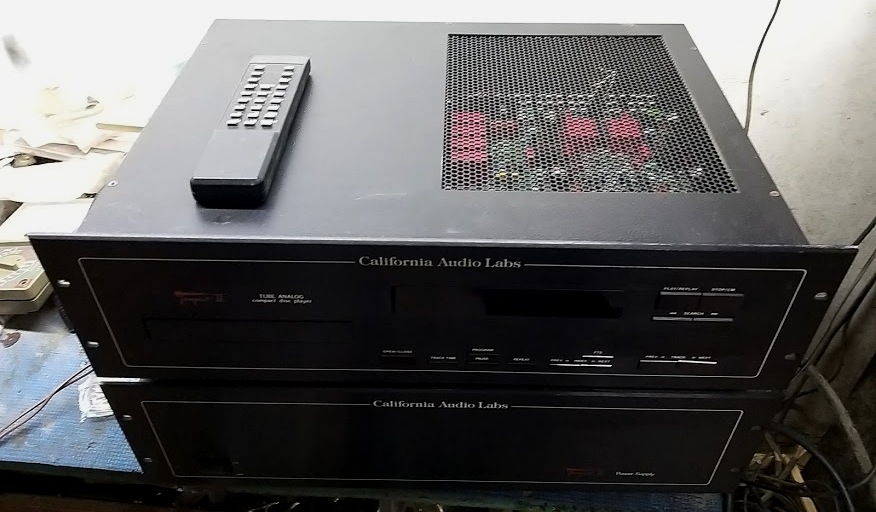 California Audio Labs
TUBE ANALOG
compact disc player
PLAY/REPLAY STOP/CM
SEARCH
OPEN/CLOSE
TRACK TIME
PROGRAM
PAUSE
REPEAT
FTS
PREV INDEX NEXT
PREV TRACK NEXT
California Audio Labs
Power Supply